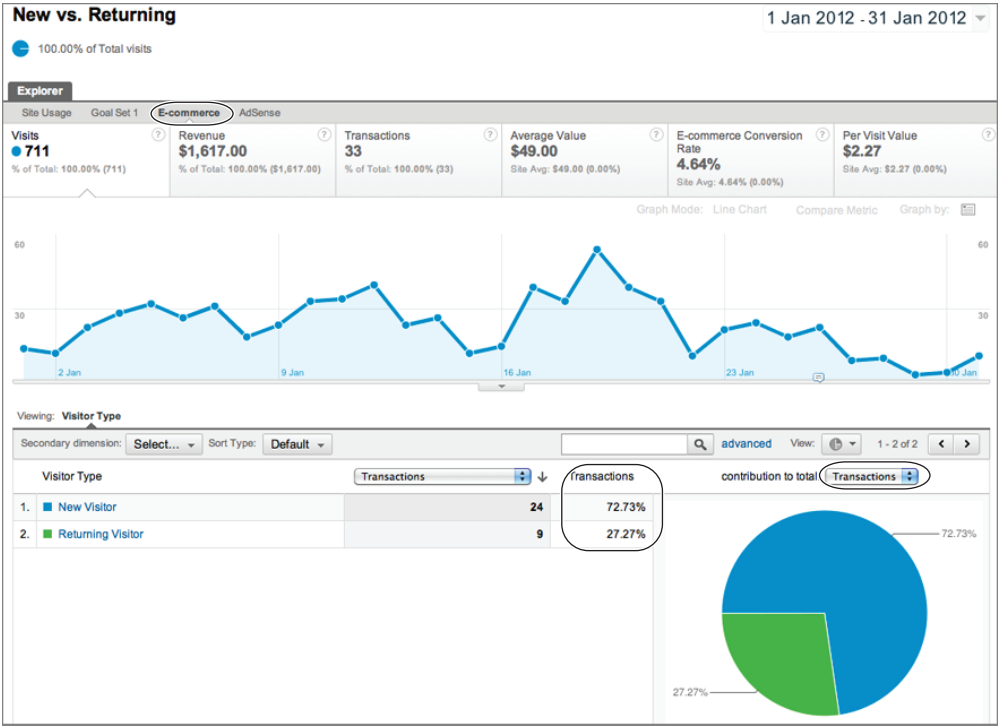 New vs. Returning
1 Jan 2012 - 31 Jan 2012
100.00% of Total visits
Explorer
Site Usage Goal Set 1 E-commerce AdSense
Visits
711
% of Total: 100.00% (711)
Revenue
$1,617.00
% of Total: 100.00% ($1,617.00)
Transactions
33
% of Total: 100.00% (33)
Average Value
$49.00
Site Avg: $49.00 (0.00%)
E-commerce Conversion
Rate
4.64%
Site Avg: 4.64% (0.00%)
Per Visit Value
$2.27
Site Avg: $2.27 (0.00%)
? ? ? ? ? ?
Graph Mode: Line Chart Compare Metric Graph by:
60 60
30 30
2 Jan 9 Jan 16 Jan 23 Jan 30 Jan
Viewing: Visitor Type
Secondary dimension: Select... Sort Type: Default advanced View: 1 - 2 of 2
Visitor Type Transactions Transactions contribution to total Transactions
1. New Visitor 24 72.73%
2. Returning Visitor 9 27.27%
72.73%
27.27%